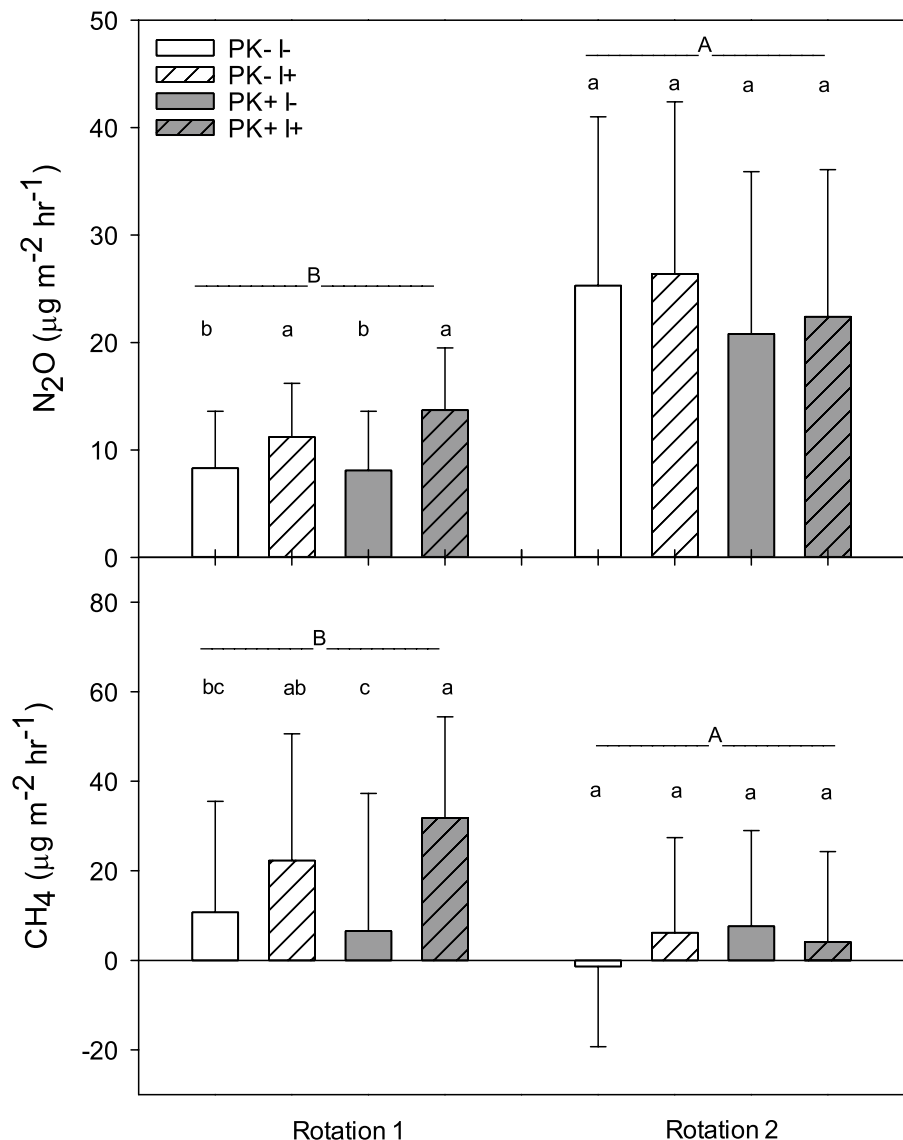 50
40
30
20
10
0
N₂O (μg m⁻² hr⁻¹)
PK- I-
PK- I+
PK+ I-
PK+ I+
B
b a b a
A
a a a a
80
60
40
20
0
-20
CH₄ (μg m⁻² hr⁻¹)
B
bc ab c a
A
a a a a
Rotation 1 Rotation 2